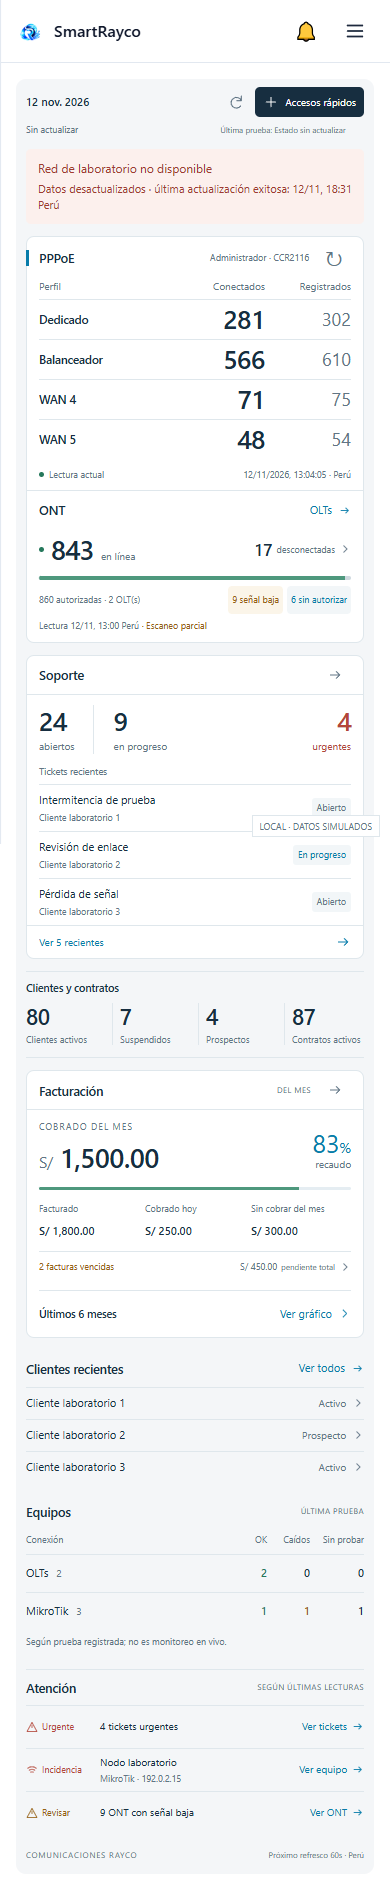 SmartRayco
12 nov. 2026
Accesos rápidos
Sin actualizar
Última prueba: Estado sin actualizar
Red de laboratorio no disponible
Datos desactualizados · última actualización exitosa: 12/11, 18:31
Perú
PPPoE
Administrador · CCR2116
Perfil Conectados Registrados
Dedicado 281 302
Balanceador 566 610
WAN 4 71 75
WAN 5 48 54
Lectura actual 12/11/2026, 13:04:05 · Perú
ONT OLTs
843 en línea 17 desconectadas
860 autorizadas · 2 OLT(s) 9 señal baja 6 sin autorizar
Lectura 12/11, 13:00 Perú · Escaneo parcial
Soporte
24 9 4
abiertos en progreso urgentes
Tickets recientes
Intermitencia de prueba Abierto
Cliente laboratorio 1
LOCAL · DATOS SIMULADOS
Revisión de enlace En progreso
Cliente laboratorio 2
Pérdida de señal Abierto
Cliente laboratorio 3
Ver 5 recientes
Clientes y contratos
80 7 4 87
Clientes activos Suspendidos Prospectos Contratos activos
Facturación DEL MES
COBRADO DEL MES
S/ 1,500.00 83%
recaudo
Facturado Cobrado hoy Sin cobrar del mes
S/ 1,800.00 S/ 250.00 S/ 300.00
2 facturas vencidas S/ 450.00 pendiente total
Últimos 6 meses Ver gráfico
Clientes recientes Ver todos
Cliente laboratorio 1 Activo
Cliente laboratorio 2 Prospecto
Cliente laboratorio 3 Activo
Equipos ÚLTIMA PRUEBA
Conexión OK Caídos Sin probar
OLTs 2 2 0 0
MikroTik 3 1 1 1
Según prueba registrada; no es monitoreo en vivo.
Atención SEGÚN ÚLTIMAS LECTURAS
Urgente 4 tickets urgentes Ver tickets
Incidencia Nodo laboratorio Ver equipo
MikroTik · 192.0.2.15
Revisar 9 ONT con señal baja Ver ONT
COMUNICACIONES RAYCO Próximo refresco 60s · Perú